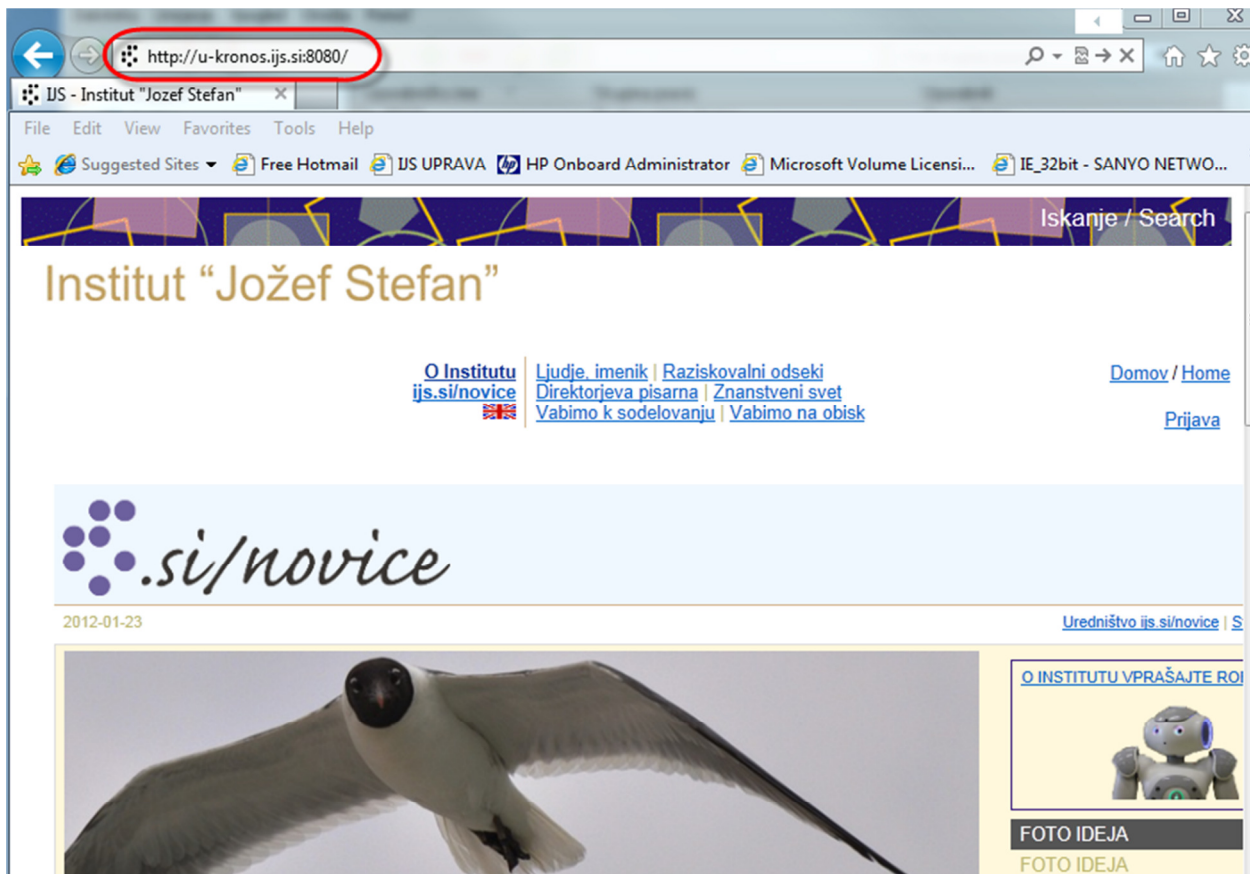 http://u-kronos.ijs.si:8080/
IJS - Institut "Jozef Stefan"
File Edit View Favorites Tools Help
Suggested Sites Free Hotmail IJS UPRAVA HP Onboard Administrator Microsoft Volume Licensi... IE_32bit - SANYO NETWO...
Iskanje / Search
Institut “Jožef Stefan”
O Institutu Ljudje, imenik | Raziskovalni odseki Domov / Home
ijs.si/novice Direktorjeva pisarna | Znanstveni svet
Vabimo k sodelovanju | Vabimo na obisk Prijava
.si/novice
2012-01-23 Uredništvo ijs.si/novice |
O INSTITUTU VPRAŠAJTE
FOTO IDEJA
FOTO IDEJA